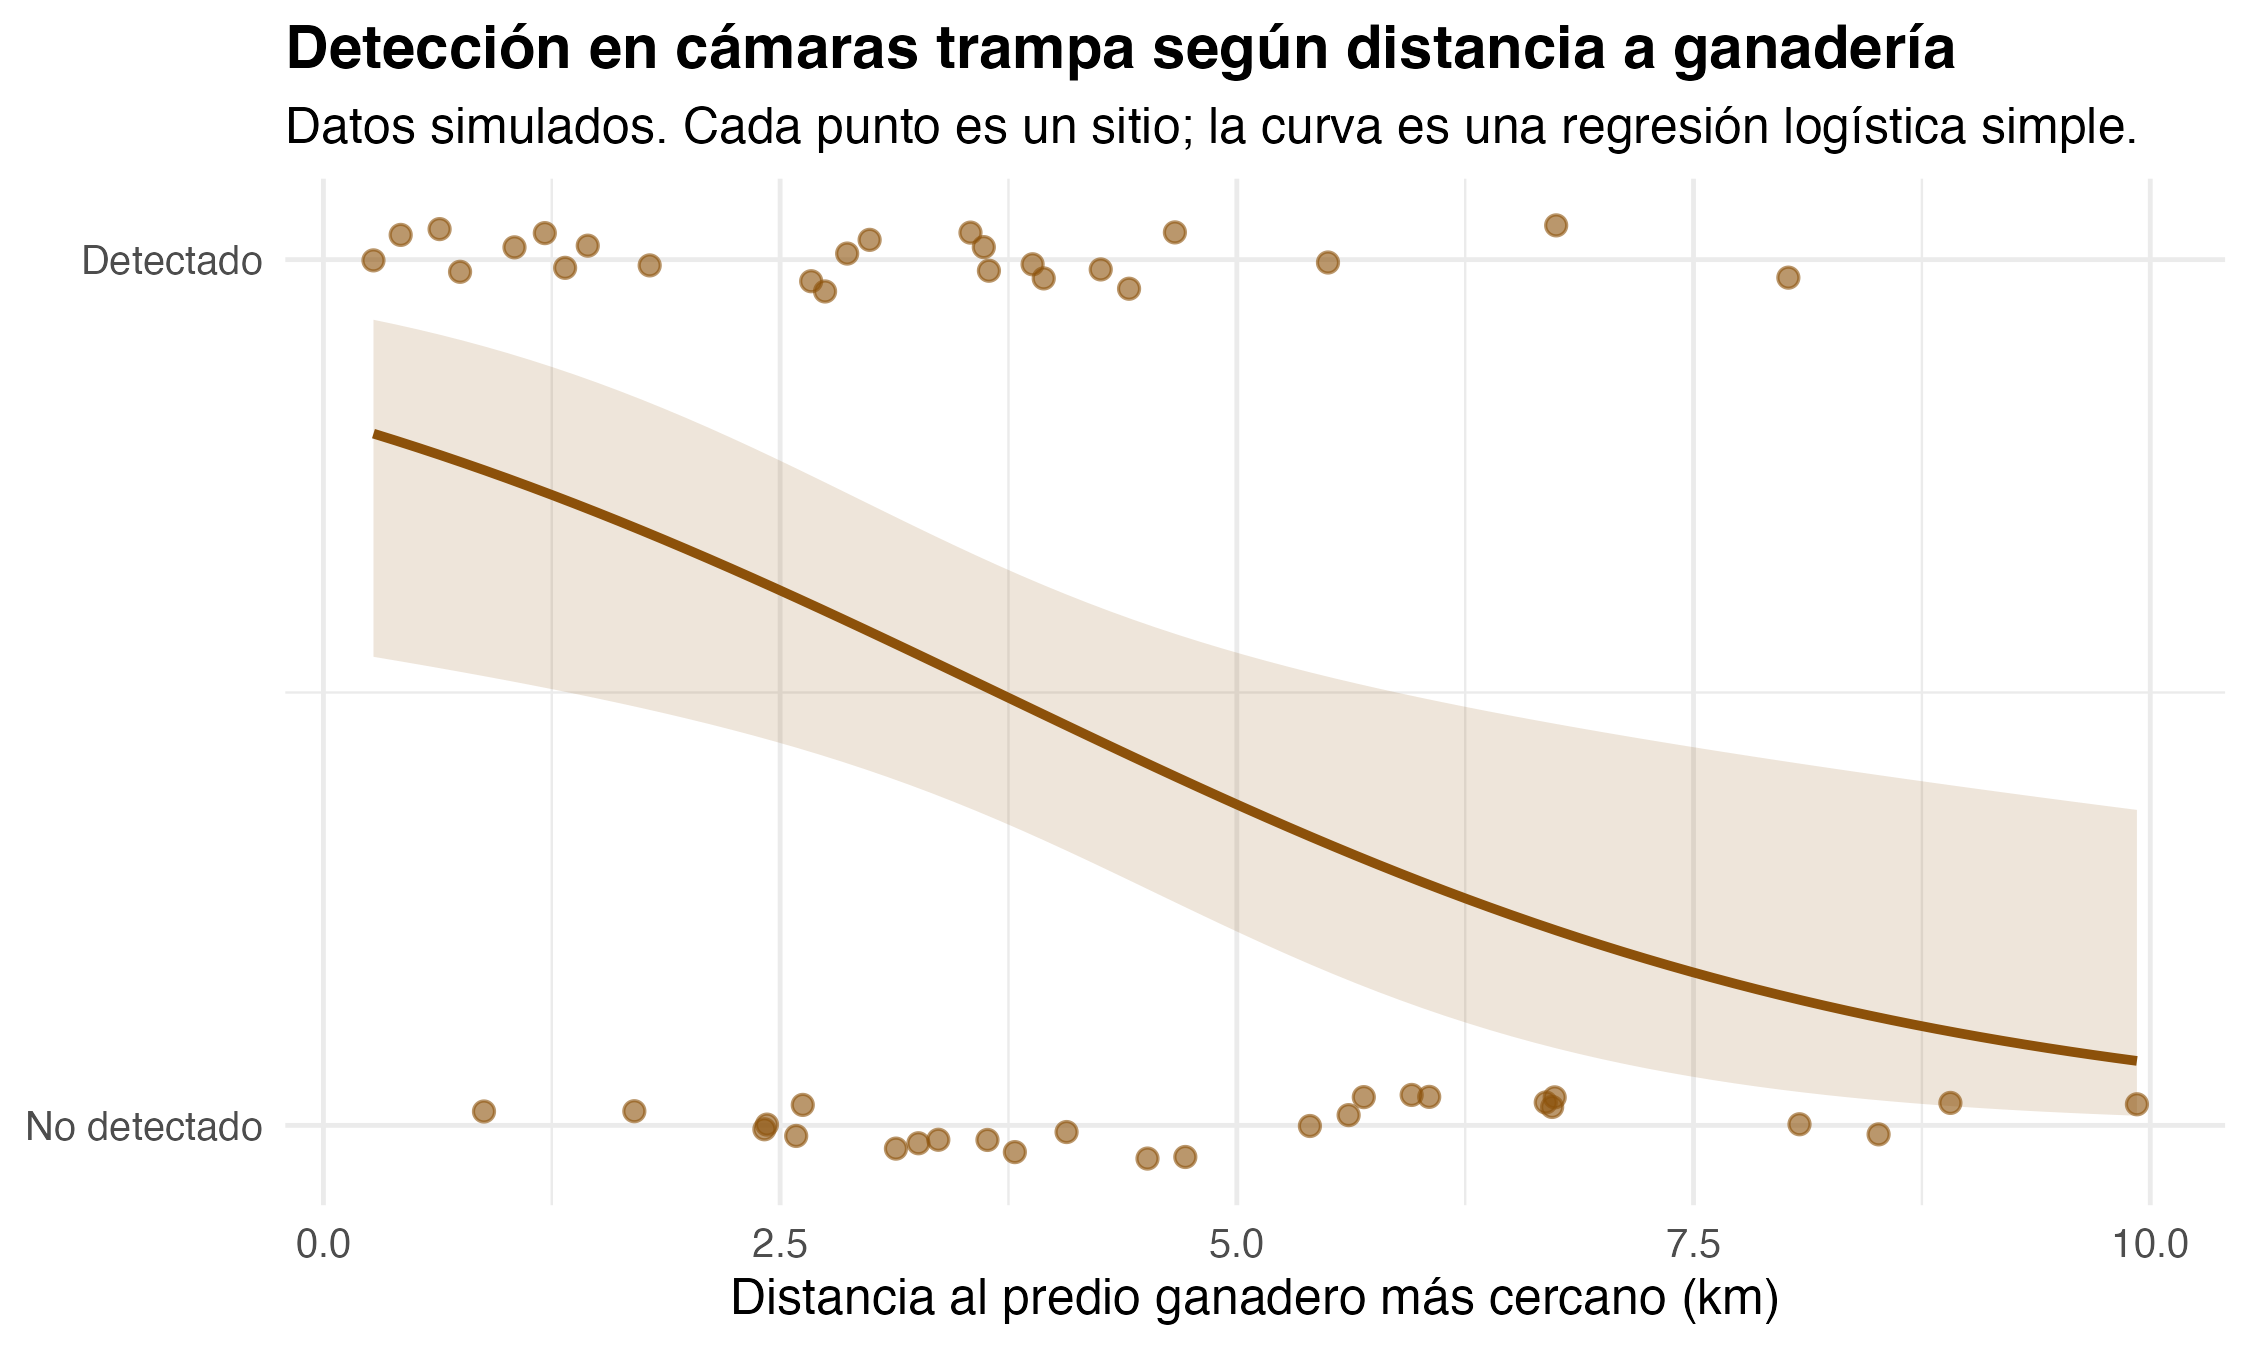 Detección en cámaras trampa según distancia a ganadería
Datos simulados. Cada punto es un sitio; la curva es una regresión logística simple.
Detectado
No detectado
0.0 2.5 5.0 7.5 10.0
Distancia al predio ganadero más cercano (km)